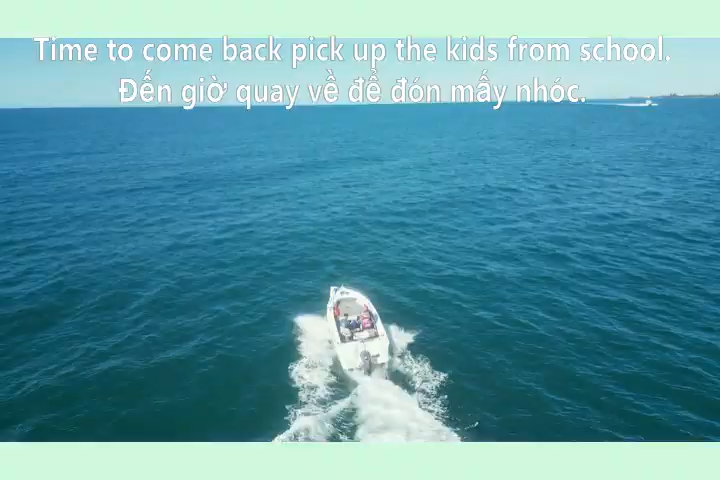 Time to come back pick up the kids from school.
Đến giờ quay về để đón mấy nhóc.